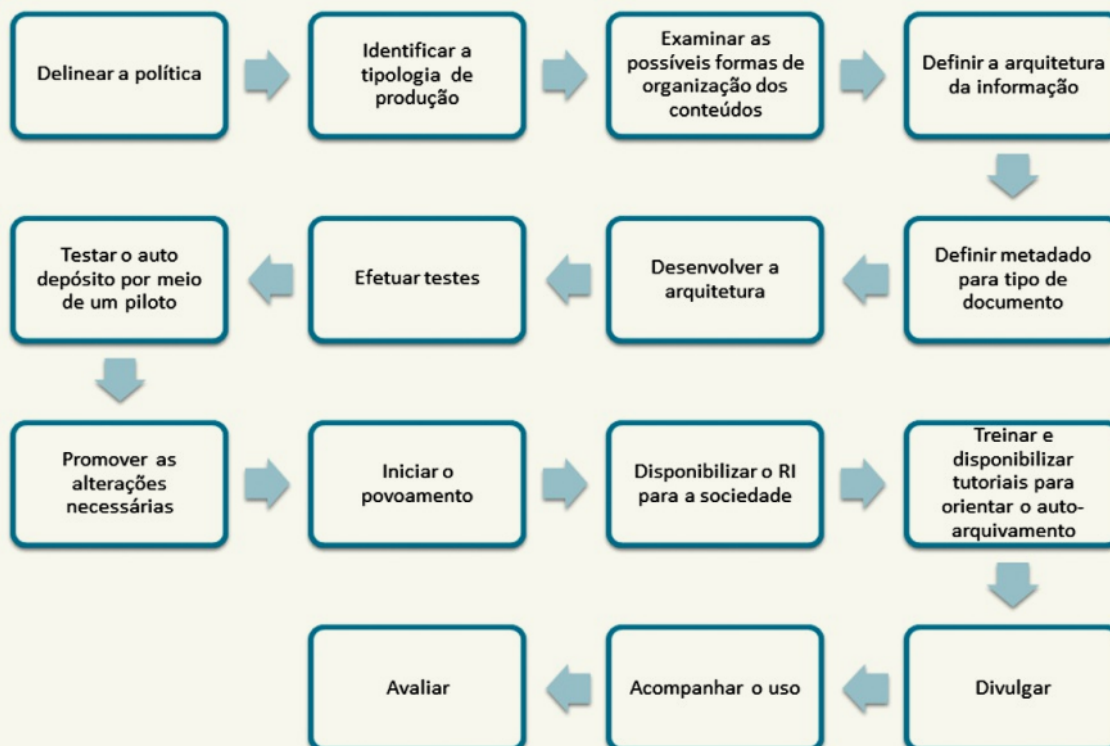 Delinear a política
Identificar a
tipologia de
produção
Examinar as
possíveis formas de
organização dos
conteúdos
Definir a arquitetura
da informação
Definir metadado
para tipo de
documento
Desenvolver a
arquitetura
Efetuar testes
Testar o auto
depósito por meio
de um piloto
Promover as
alterações
necessárias
Iniciar o
povoamento
Disponibilizar o RI
para a sociedade
Treinar e
disponibilizar
tutoriais para
orientar o auto-
arquivamento
Divulgar
Acompanhar o uso
Avaliar